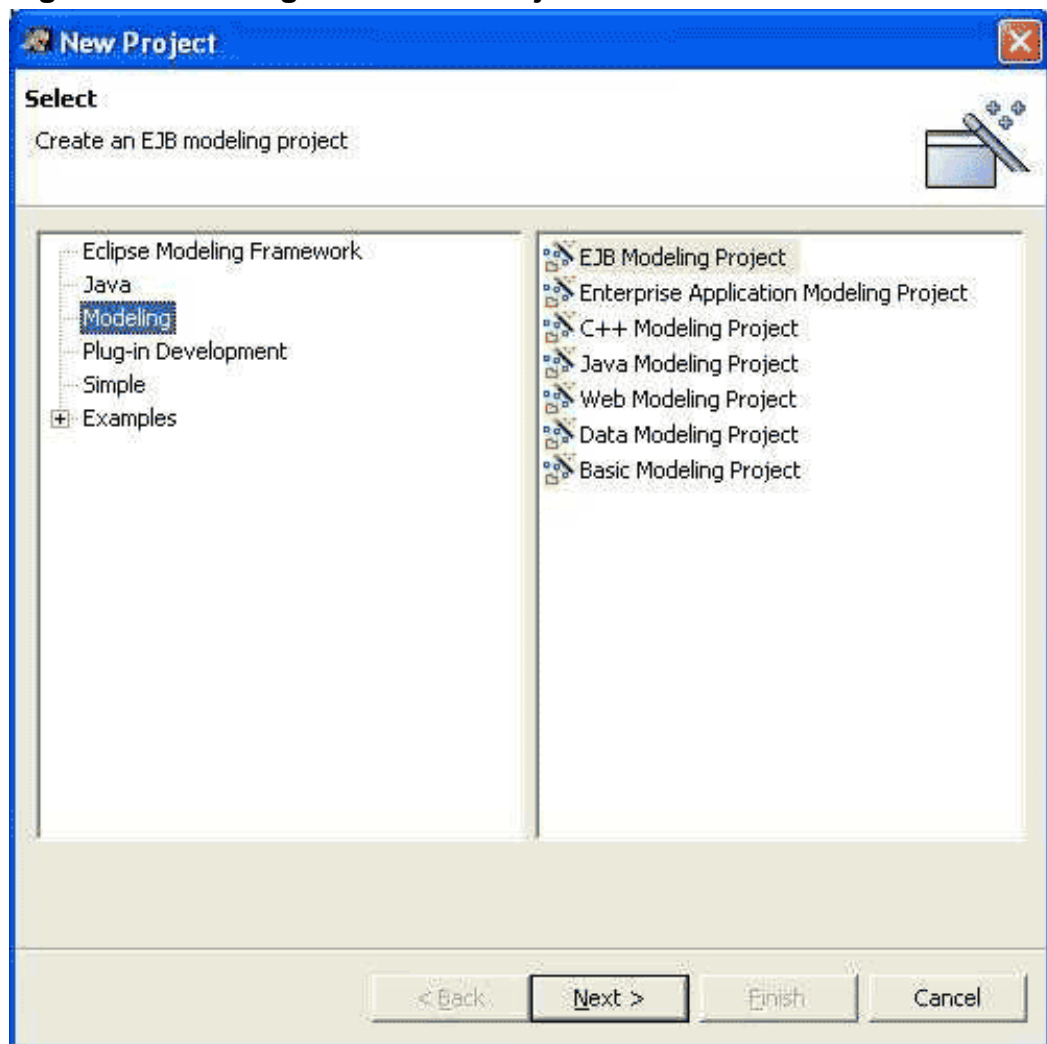 New Project
Select
Create an EJB modeling project
Eclipse Modeling Framework
Java
Modeling
Plug-in Development
Simple
Examples
EJB Modeling Project
Enterprise Application Modeling Project
C++ Modeling Project
Java Modeling Project
Web Modeling Project
Data Modeling Project
Basic Modeling Project
< Back
Next >
Finish
Cancel